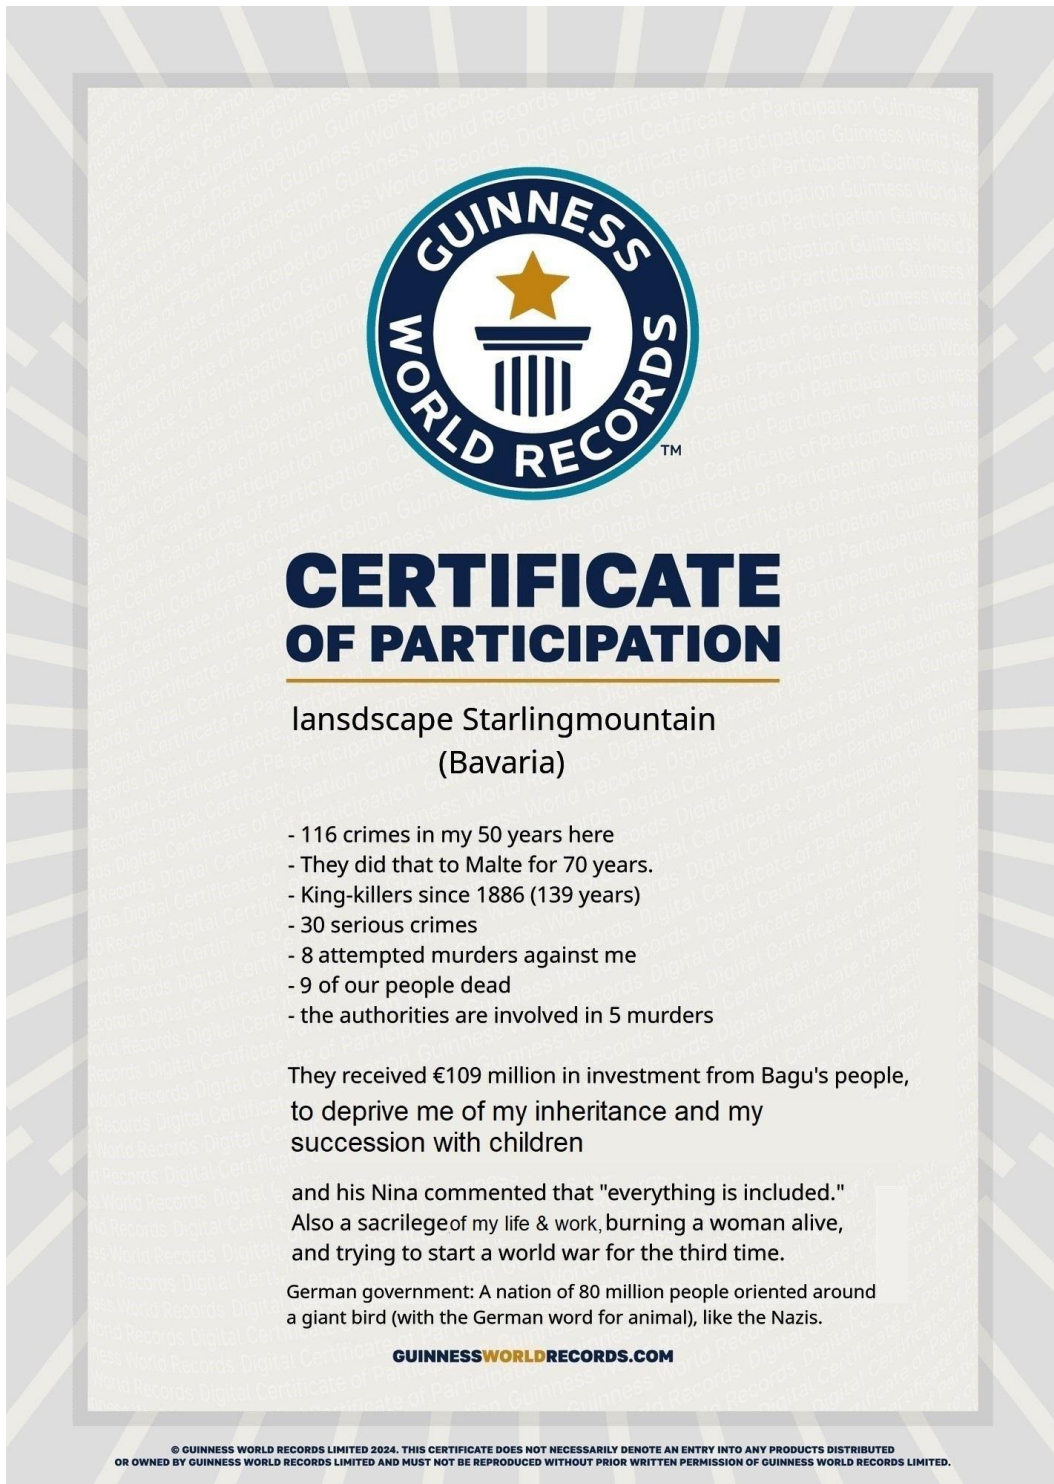 GUINNESS
WORLD RECORDS
TM
CERTIFICATE
OF PARTICIPATION
lansdscape Starlingmountain
(Bavaria)
- 116 crimes in my 50 years here
- They did that to Malte for 70 years.
- King-killers since 1886 (139 years)
- 30 serious crimes
- 8 attempted murders against me
- 9 of our people dead
- the authorities are involved in 5 murders
They received €109 million in investment from Bagu's people,
to deprive me of my inheritance and my
succession with children
and his Nina commented that "everything is included."
Also a sacrilege of my life & work, burning a woman alive,
and trying to start a world war for the third time.
German government: A nation of 80 million people oriented around
a giant bird (with the German word for animal), like the Nazis.
GUINNESSWORLDRECORDS.COM
© GUINNESS WORLD RECORDS LIMITED 2024. THIS CERTIFICATE DOES NOT NECESSARILY DENOTE AN ENTRY INTO ANY PRODUCTS DISTRIBUTED
OR OWNED BY GUINNESS WORLD RECORDS LIMITED AND MUST NOT BE REPRODUCED WITHOUT PRIOR WRITTEN PERMISSION OF GUINNESS WORLD RECORDS LIMITED.